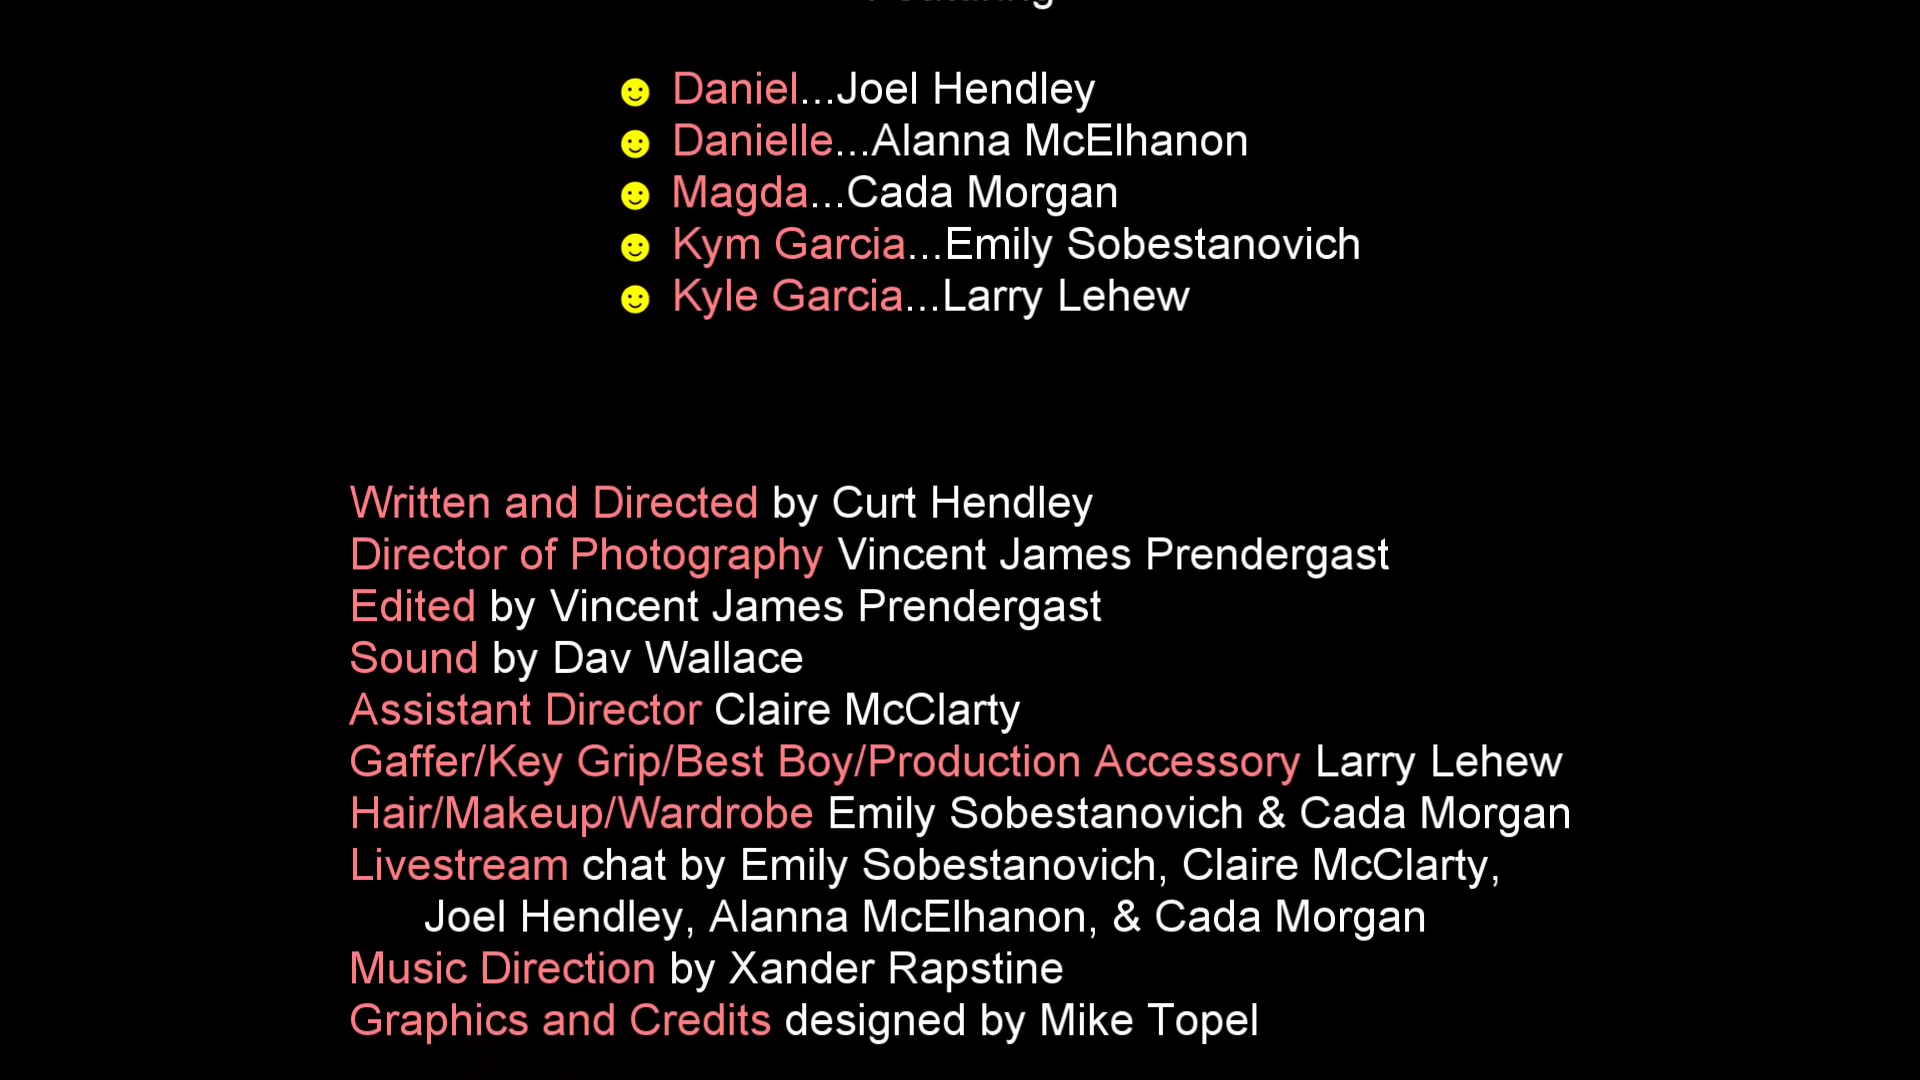 ☻ Daniel...Joel Hendley
☻ Danielle...Alanna McElhanon
☻ Magda...Cada Morgan
☻ Kym Garcia...Emily Sobestanovich
☻ Kyle Garcia...Larry Lehew
Written and Directed by Curt Hendley
Director of Photography Vincent James Prendergast
Edited by Vincent James Prendergast
Sound by Dav Wallace
Assistant Director Claire McClarty
Gaffer/Key Grip/Best Boy/Production Accessory Larry Lehew
Hair/Makeup/Wardrobe Emily Sobestanovich & Cada Morgan
Livestream chat by Emily Sobestanovich, Claire McClarty,
Joel Hendley, Alanna McElhanon, & Cada Morgan
Music Direction by Xander Rapstine
Graphics and Credits designed by Mike Topel